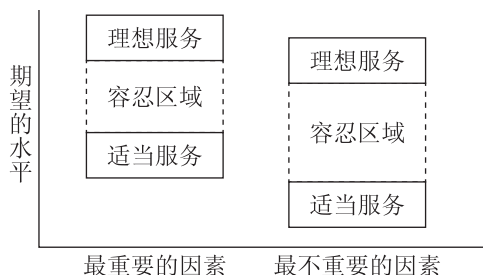 期望的水平
理想服务
容忍区域
适当服务
理想服务
容忍区域
适当服务
最重要的因素
最不重要的因素